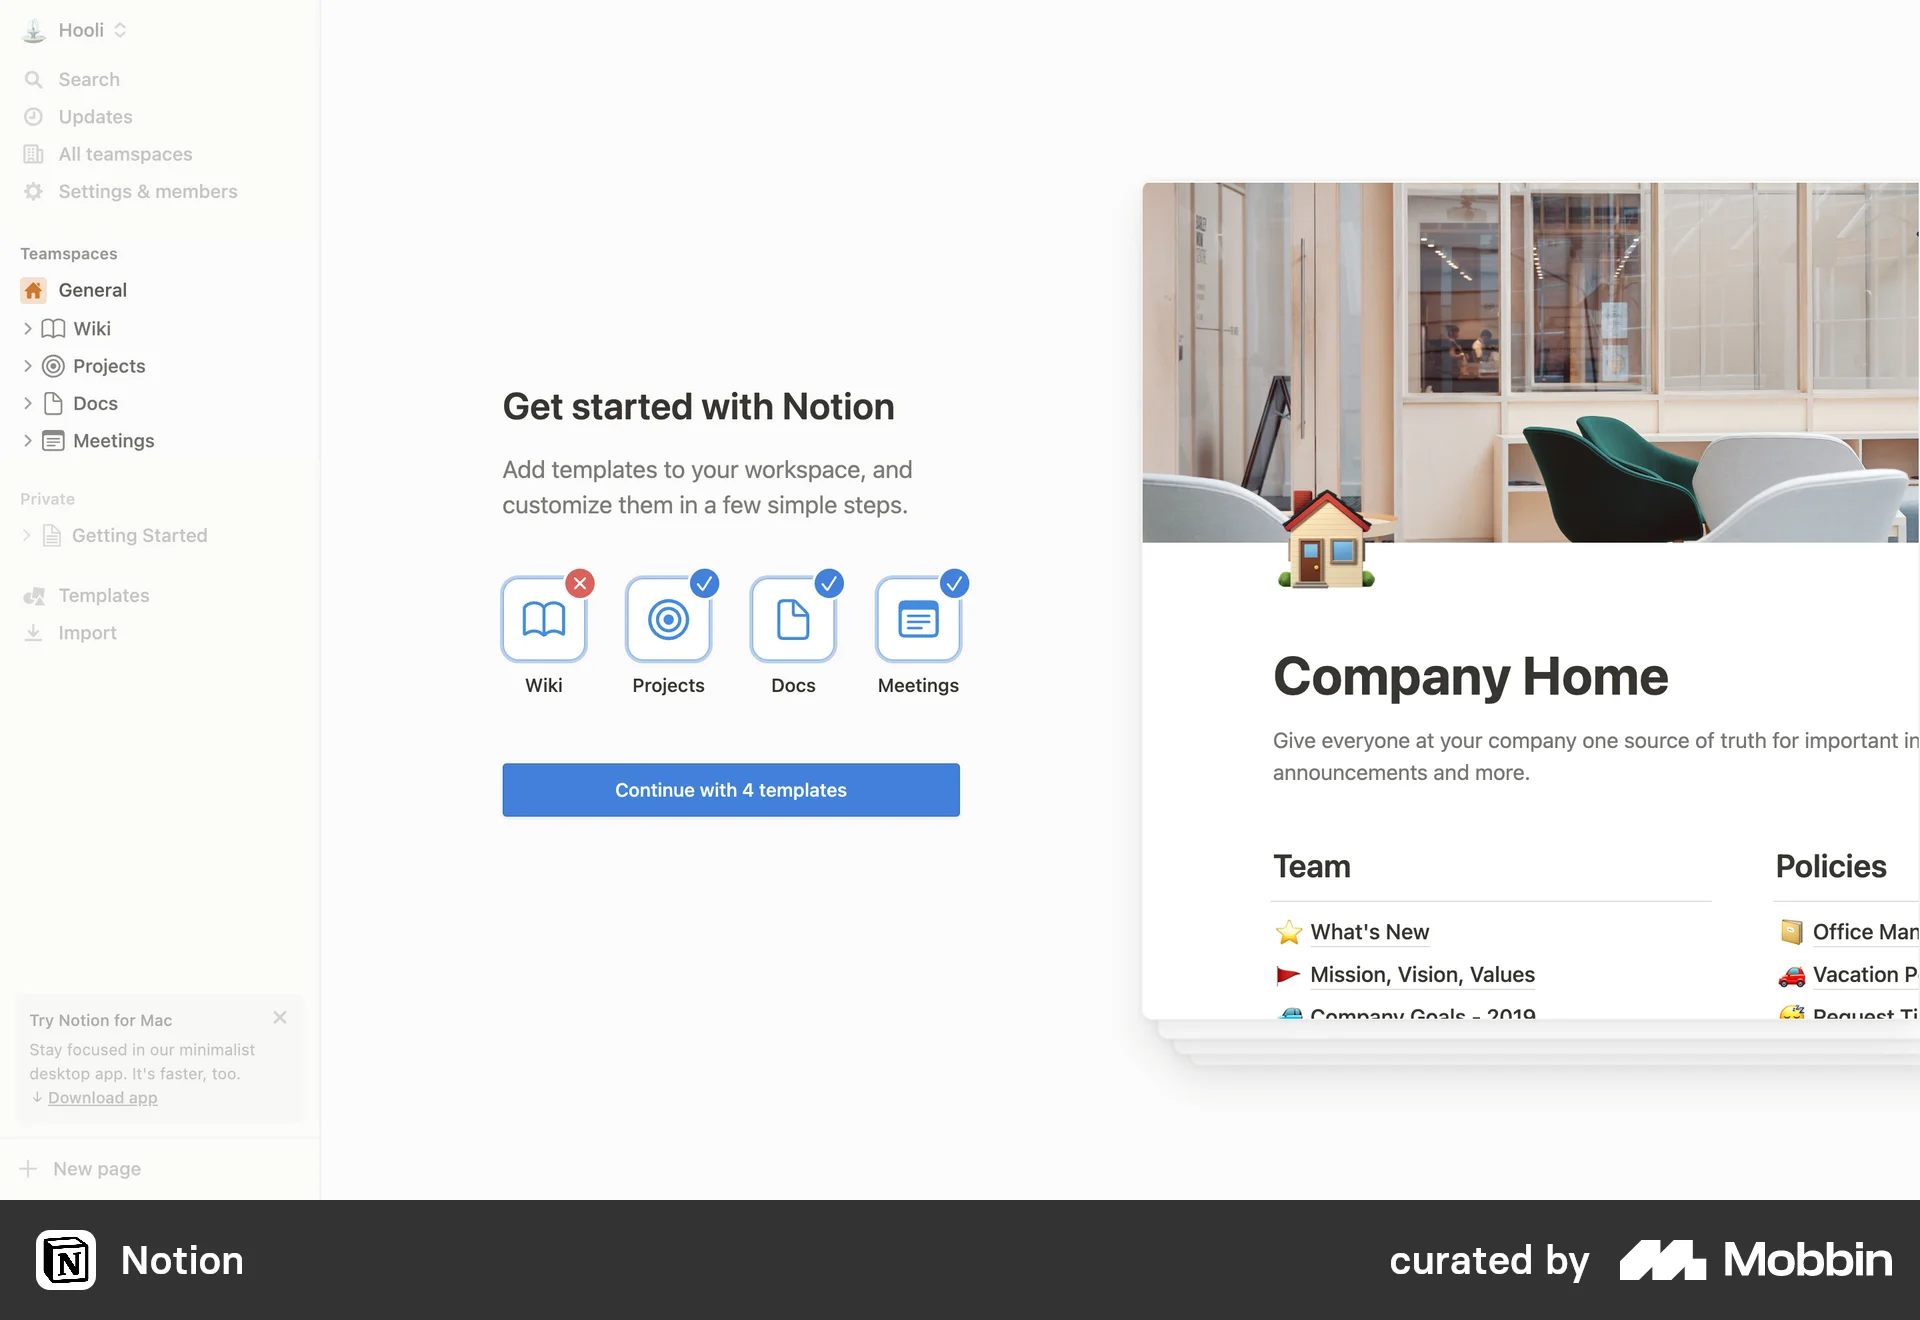 Hooli
Search
Updates
All teamspaces
Settings & members
Teamspaces
General
Wiki
Projects
Docs
Meetings
Private
Getting Started
Templates
Import
Try Notion for Mac
Stay focused in our minimalist
desktop app. It's faster, too.
Download app
New page
Get started with Notion
Add templates to your workspace, and
customize them in a few simple steps.
Wiki
Projects
Docs
Meetings
Continue with 4 templates
Company Home
Give everyone at your company one source of truth for important in
announcements and more.
Team
What's New
Mission, Vision, Values
Company Goals - 2019
Policies
Office Man
Vacation P
Request Ti
Notion
curated by Mobbin